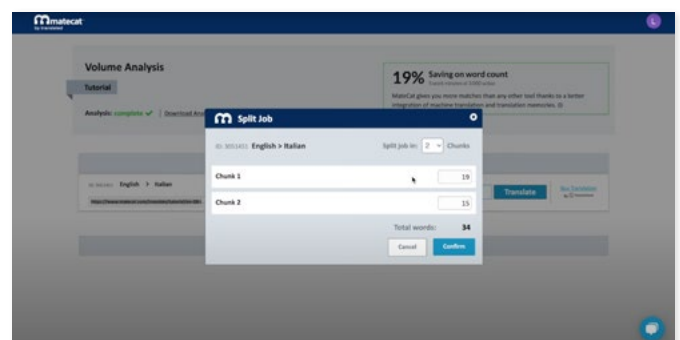 matecat
by translated
L
Volume Analysis
Tutorial
Analysis: complete
19% Saving on word count
MateCat gives you more matches than any other tool thanks to a better
integration of machine translation and translation memories.
Split Job
English > Italian
Split job in: 2 Chunks
Chunk 1 19
Chunk 2 15
Total words: 34
Cancel Confirm
English > Italian
Translate